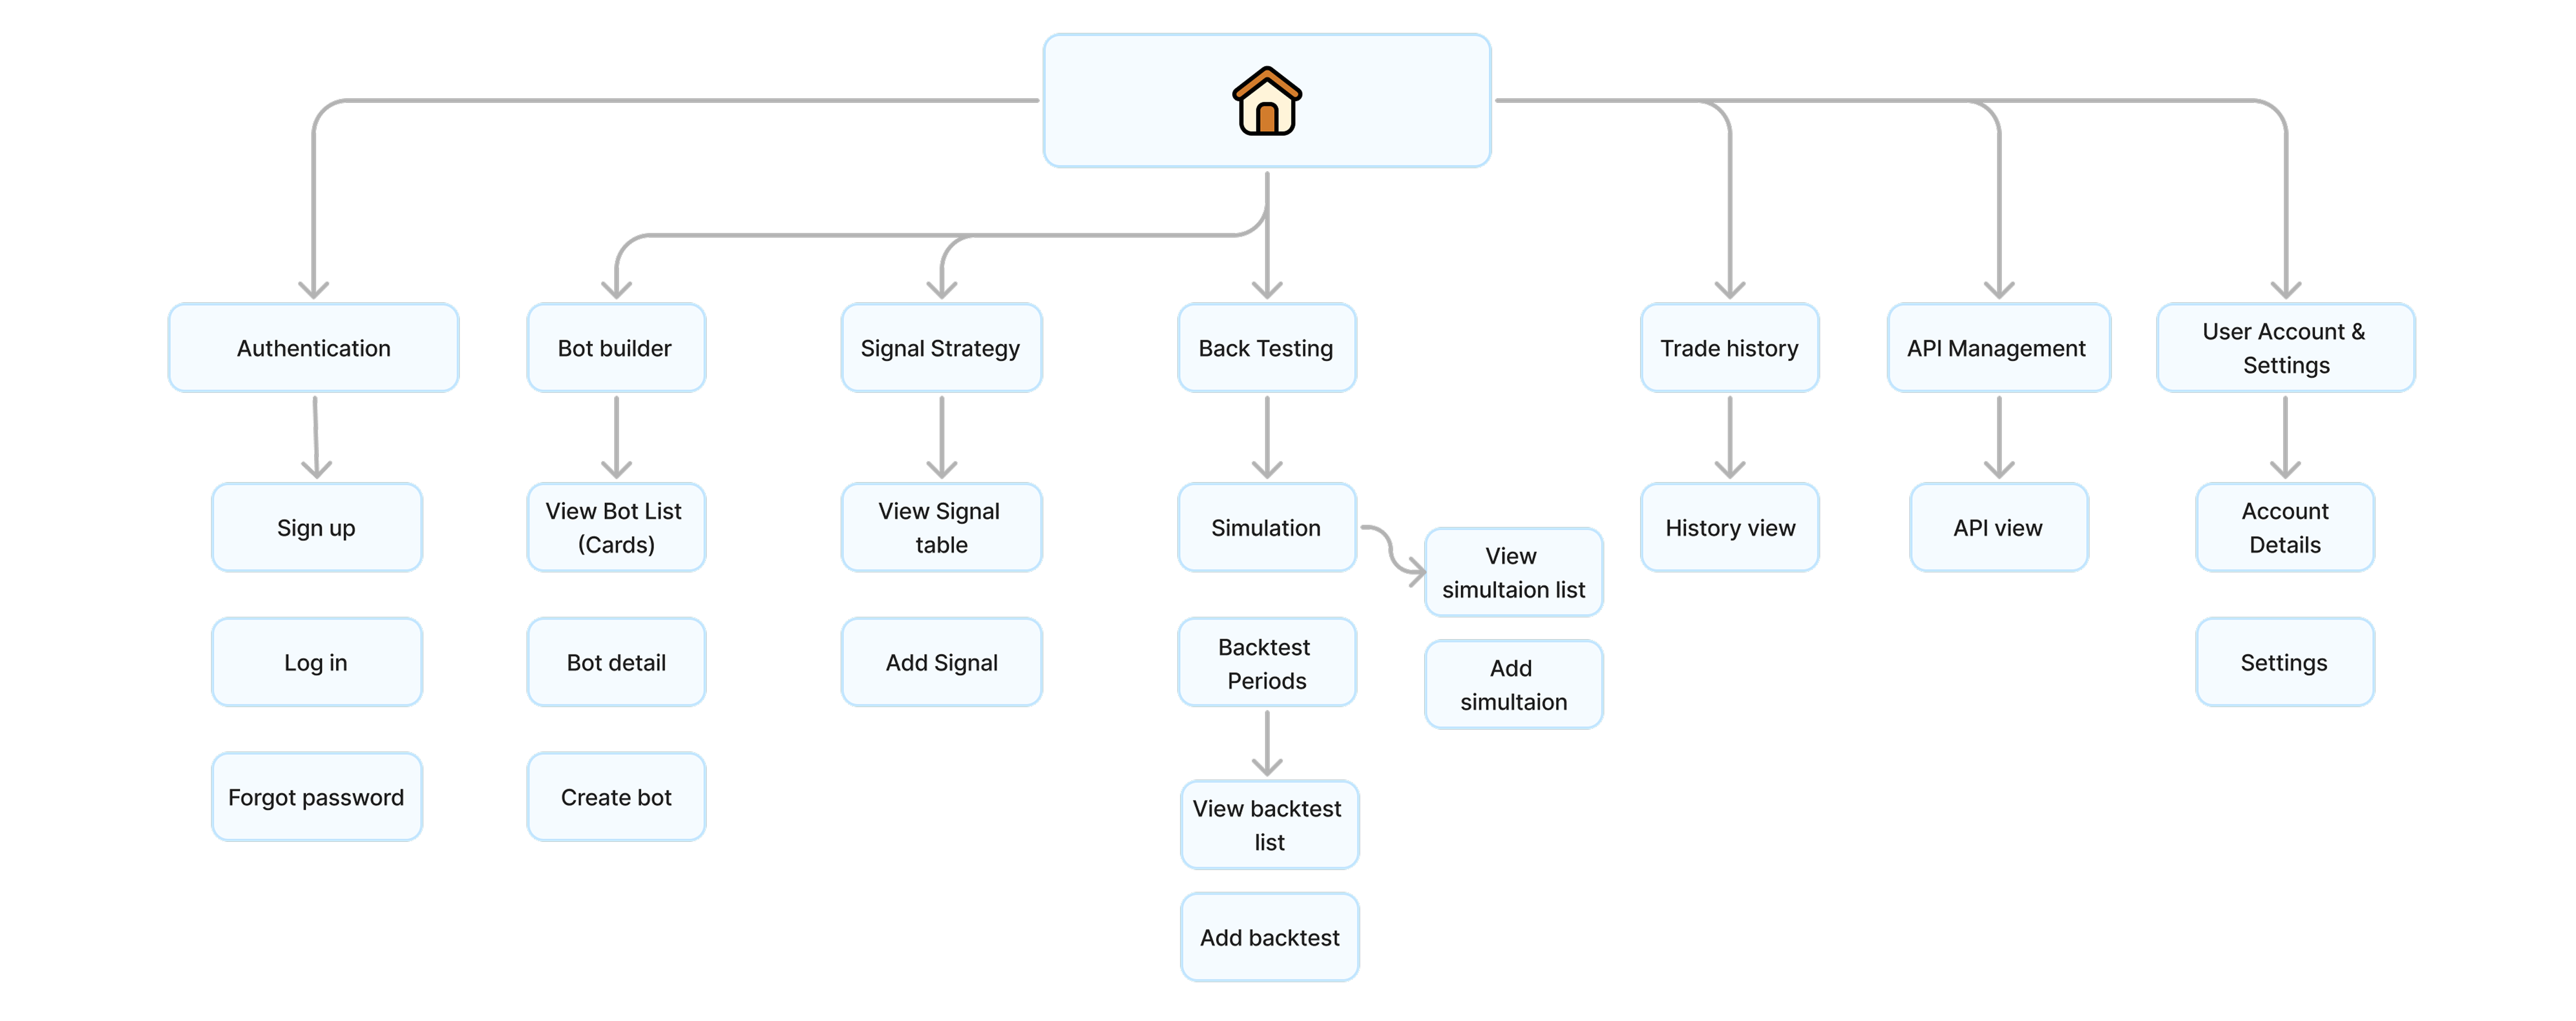 Authentication
Bot builder
Signal Strategy
Back Testing
Trade history
API Management
User Account &
Settings
Sign up
View Bot List
(Cards)
View Signal
table
Simulation
View
simultaion list
History view
API view
Account
Details
Log in
Bot detail
Add Signal
Backtest
Periods
Add
simultaion
Settings
Forgot password
Create bot
View backtest
list
Add backtest